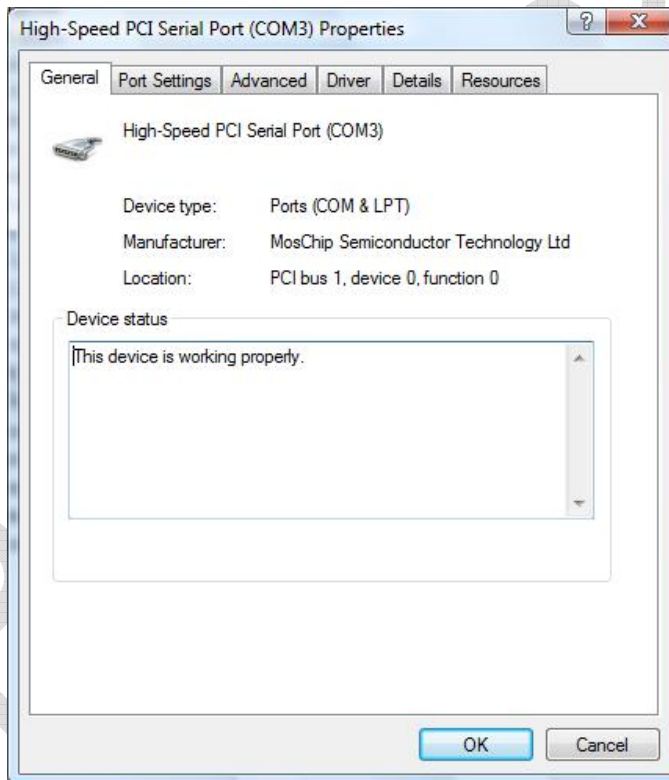 High-Speed PCI Serial Port (COM3) Properties
General Port Settings Advanced Driver Details Resources
High-Speed PCI Serial Port (COM3)
Device type: Ports (COM & LPT)
Manufacturer: MosChip Semiconductor Technology Ltd
Location: PCI bus 1, device 0, function 0
Device status
This device is working properly.
OK Cancel